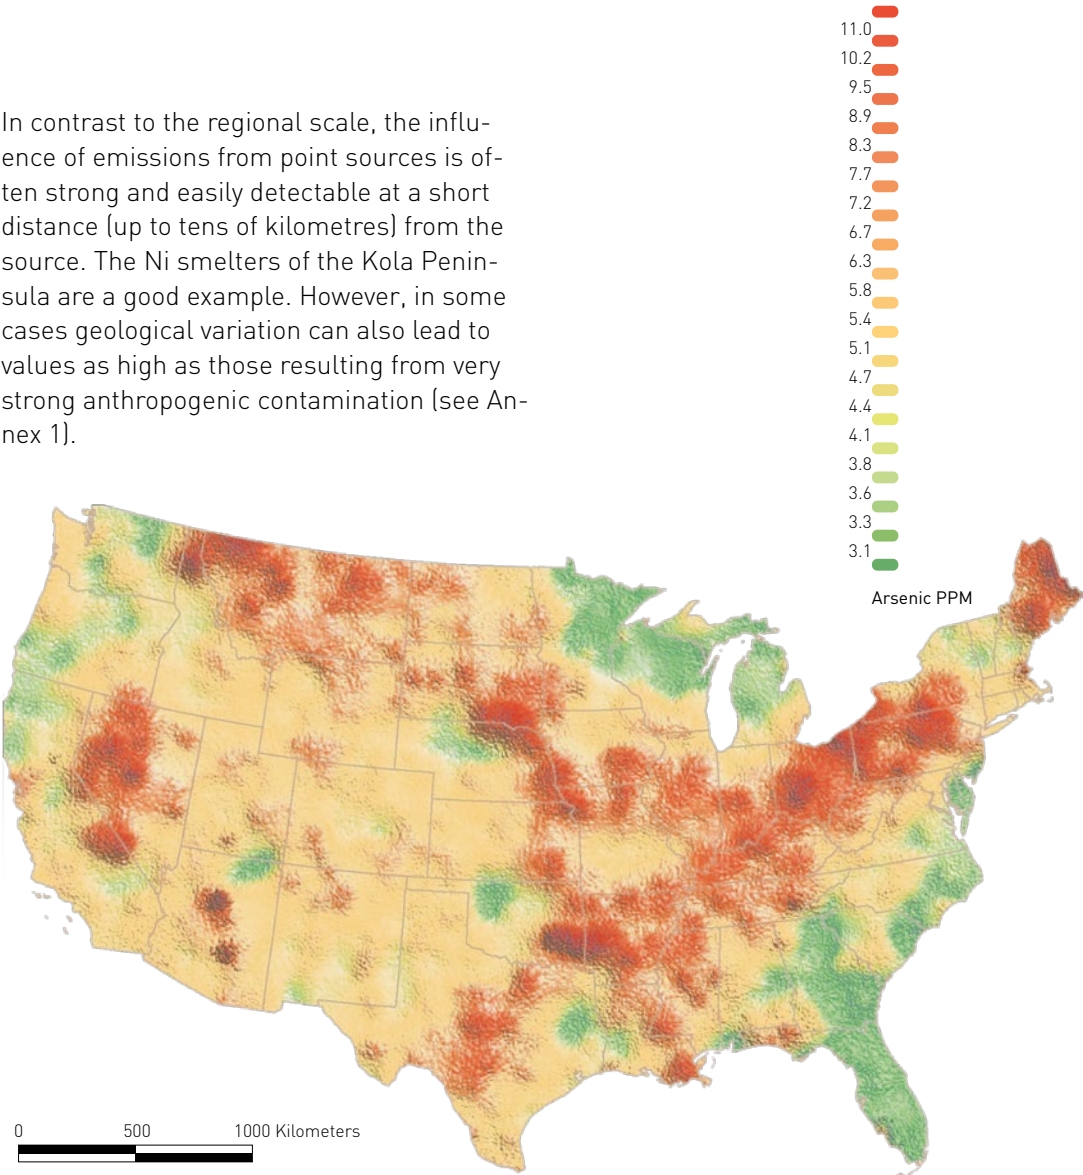 In contrast to the regional scale, the influ-
ence of emissions from point sources is of-
ten strong and easily detectable at a short
distance (up to tens of kilometres) from the
source. The Ni smelters of the Kola Penin-
sula are a good example. However, in some
cases geological variation can also lead to
values as high as those resulting from very
strong anthropogenic contamination (see An-
nex 1).
11.0
10.2
9.5
8.9
8.3
7.7
7.2
6.7
6.3
5.8
5.4
5.1
4.7
4.4
4.1
3.8
3.6
3.3
3.1
Arsenic PPM
0 500 1000 Kilometers